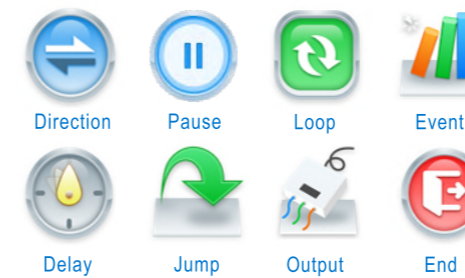 Direction
Pause
Loop
Event
Delay
Jump
Output
End